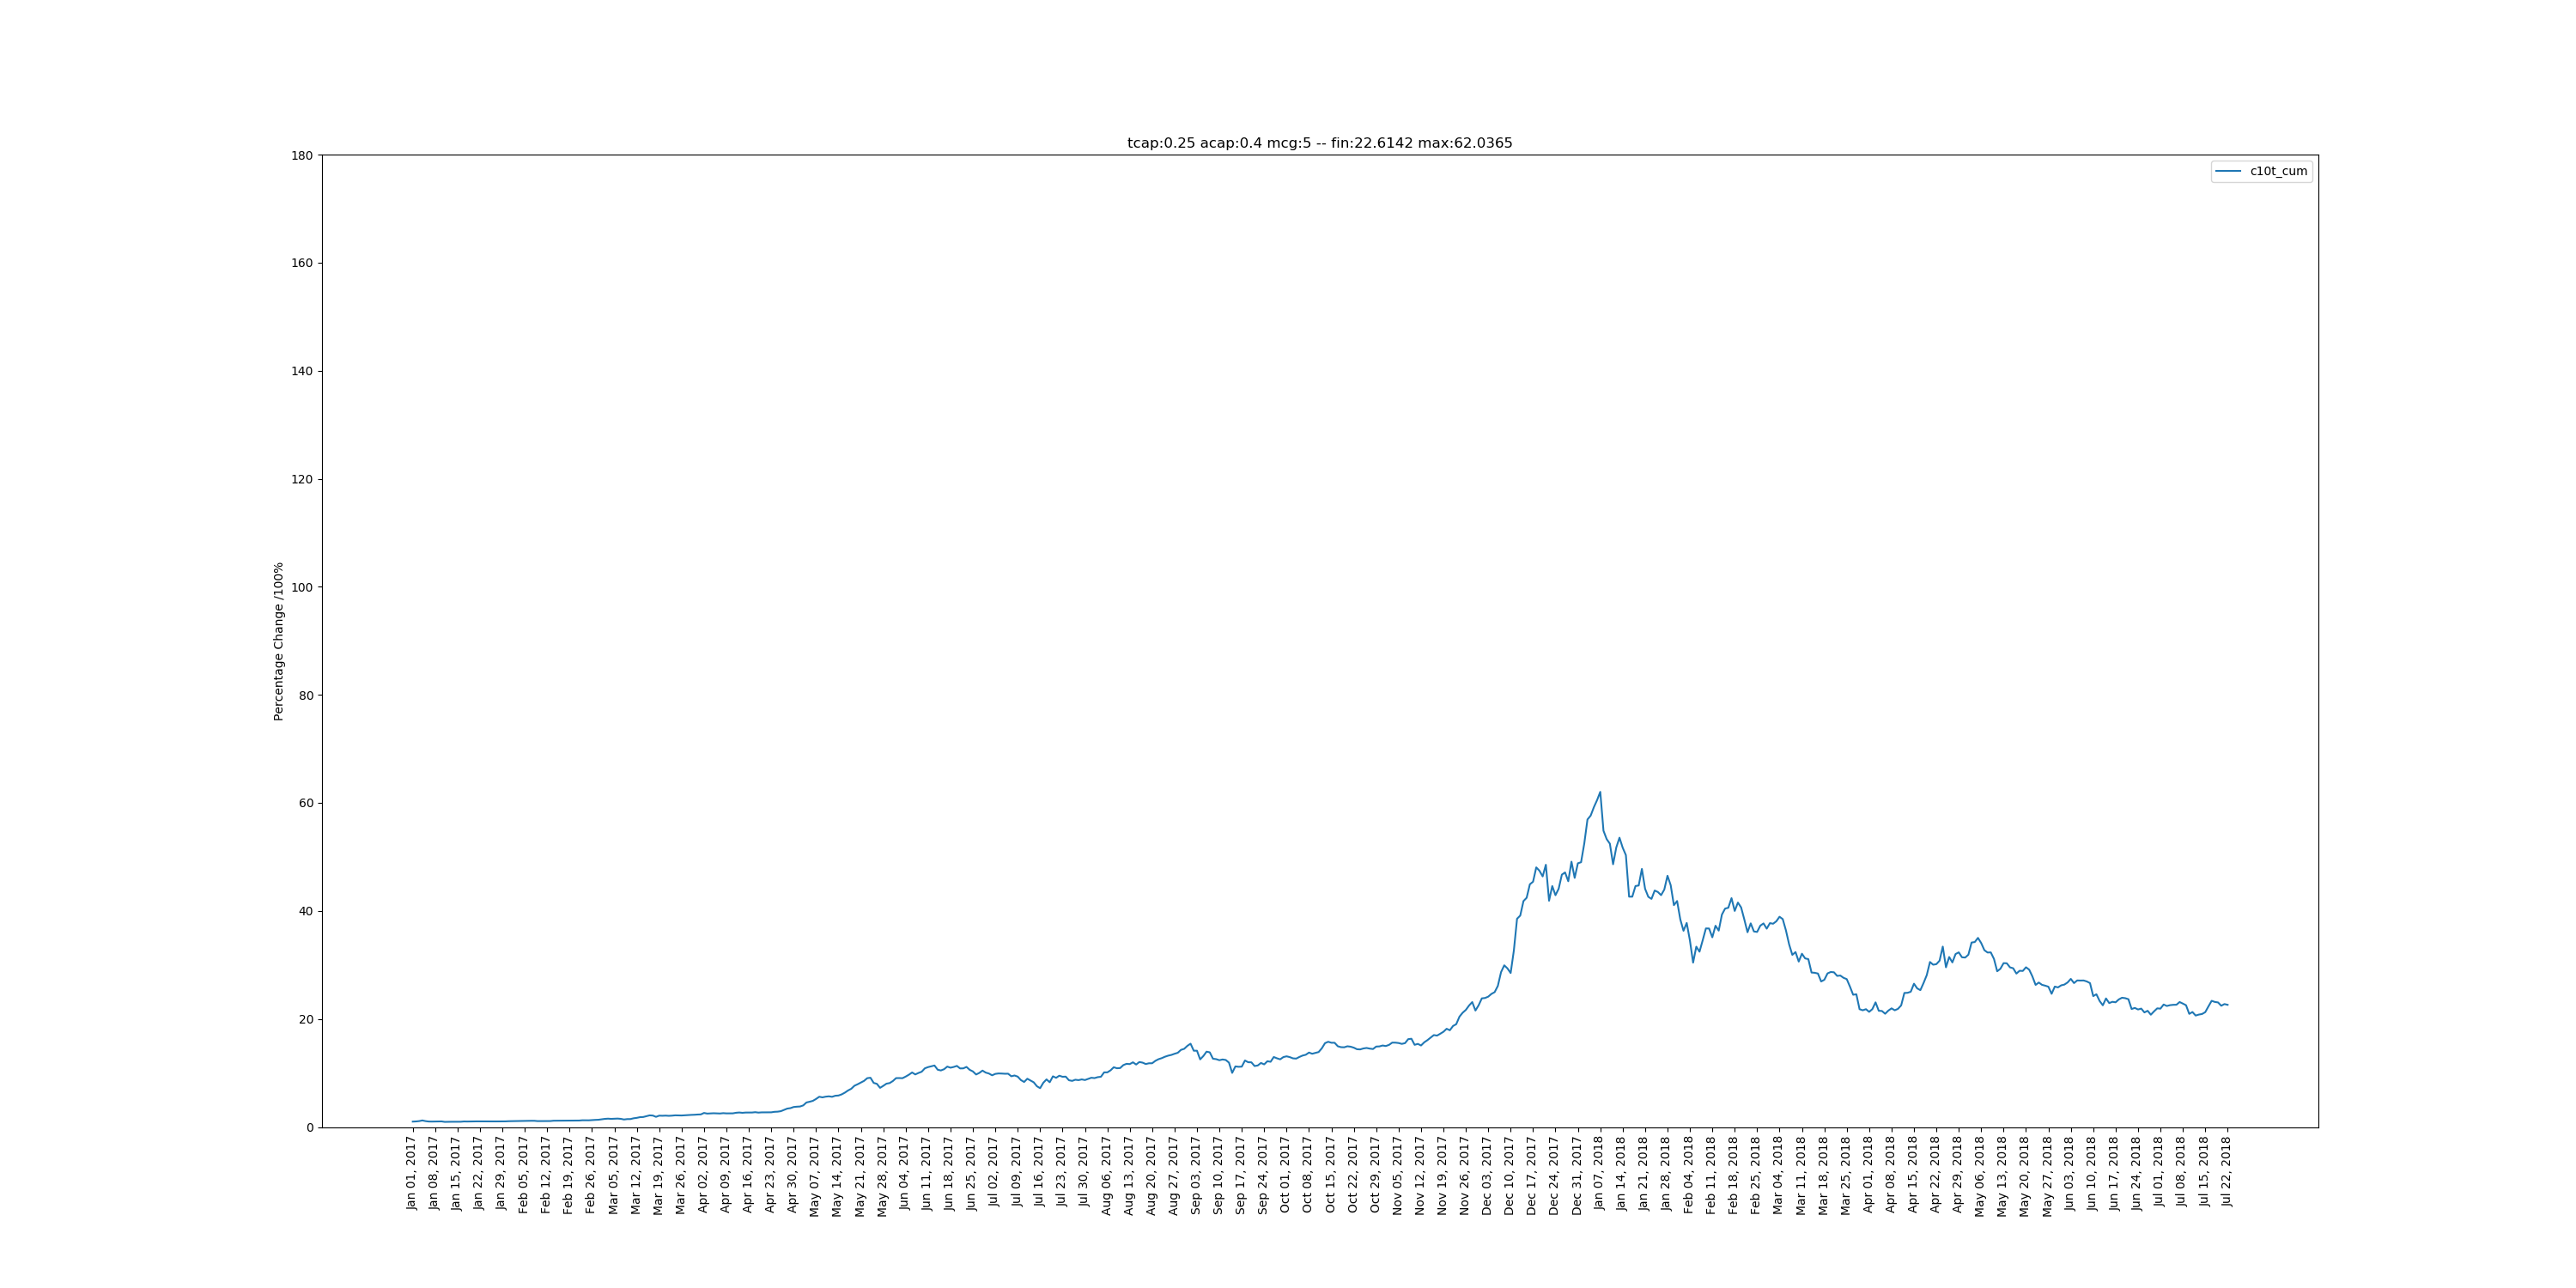 tcap:0.25 acap:0.4 mcg:5 -- fin:22.6142 max:62.0365
c10t_cum
Percentage Change /100%
180
160
140
120
100
80
60
40
20
0
Jan 01, 2017
Jan 08, 2017
Jan 15, 2017
Jan 22, 2017
Jan 29, 2017
Feb 05, 2017
Feb 12, 2017
Feb 19, 2017
Feb 26, 2017
Mar 05, 2017
Mar 12, 2017
Mar 19, 2017
Mar 26, 2017
Apr 02, 2017
Apr 09, 2017
Apr 16, 2017
Apr 23, 2017
Apr 30, 2017
May 07, 2017
May 14, 2017
May 21, 2017
May 28, 2017
Jun 04, 2017
Jun 11, 2017
Jun 18, 2017
Jun 25, 2017
Jul 02, 2017
Jul 09, 2017
Jul 16, 2017
Jul 23, 2017
Jul 30, 2017
Aug 06, 2017
Aug 13, 2017
Aug 20, 2017
Aug 27, 2017
Sep 03, 2017
Sep 10, 2017
Sep 17, 2017
Sep 24, 2017
Oct 01, 2017
Oct 08, 2017
Oct 15, 2017
Oct 22, 2017
Oct 29, 2017
Nov 05, 2017
Nov 12, 2017
Nov 19, 2017
Nov 26, 2017
Dec 03, 2017
Dec 10, 2017
Dec 17, 2017
Dec 24, 2017
Dec 31, 2017
Jan 07, 2018
Jan 14, 2018
Jan 21, 2018
Jan 28, 2018
Feb 04, 2018
Feb 11, 2018
Feb 18, 2018
Feb 25, 2018
Mar 04, 2018
Mar 11, 2018
Mar 18, 2018
Mar 25, 2018
Apr 01, 2018
Apr 08, 2018
Apr 15, 2018
Apr 22, 2018
Apr 29, 2018
May 06, 2018
May 13, 2018
May 20, 2018
May 27, 2018
Jun 03, 2018
Jun 10, 2018
Jun 17, 2018
Jun 24, 2018
Jul 01, 2018
Jul 08, 2018
Jul 15, 2018
Jul 22, 2018